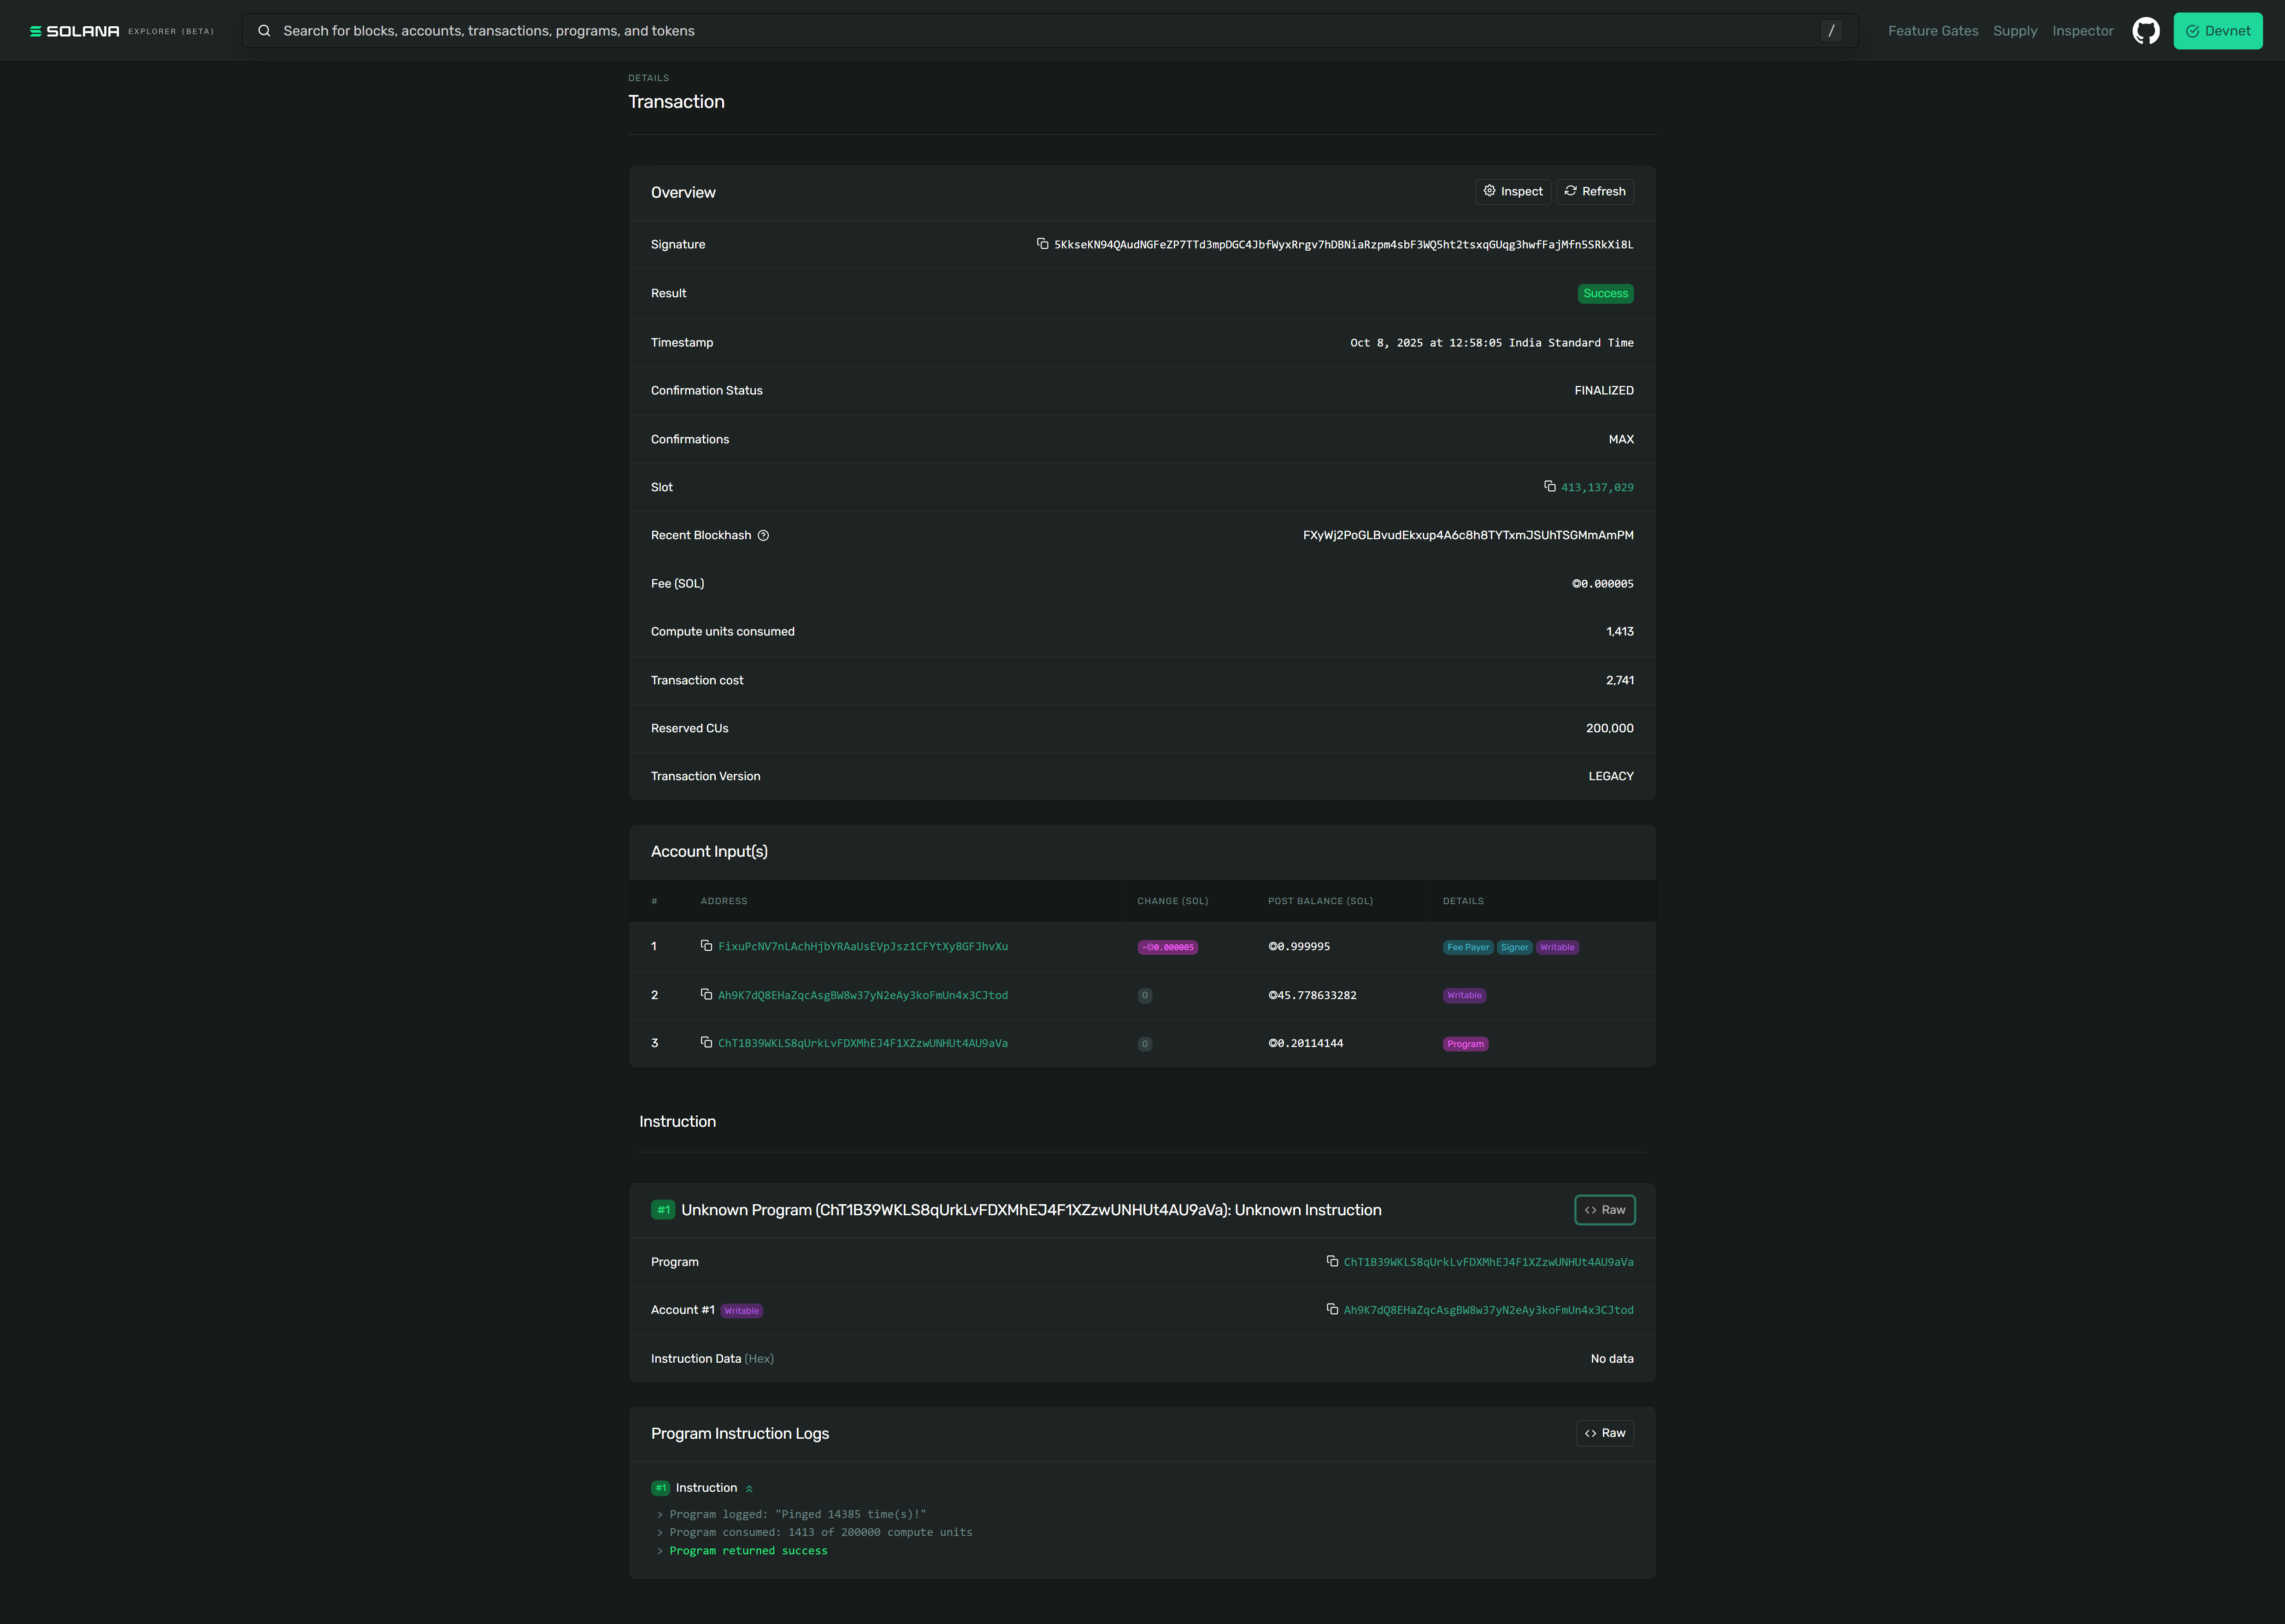 SOLANA EXPLORER (BETA) Search for blocks, accounts, transactions, programs, and tokens / Feature Gates Supply Inspector Devnet
DETAILS
Transaction
Overview Inspect Refresh
Signature 5KkseKN94QAudNGFeZP7TTd3mpDGC4JbfWyxRrgv7hDBNiaRzpm4sbF3WQ5ht2tsxqGUqg3hwfFajMfn5SRkXi8L
Result Success
Timestamp Oct 8, 2025 at 12:58:05 India Standard Time
Confirmation Status FINALIZED
Confirmations MAX
Slot 413,137,029
Recent Blockhash FXyWj2PoGLBvudEkxup4A6c8h8TYTxmJSUhTSGMmAmPM
Fee (SOL) ◎0.000005
Compute units consumed 1,413
Transaction cost 2,741
Reserved CUs 200,000
Transaction Version LEGACY
Account Input(s)
# ADDRESS CHANGE (SOL) POST BALANCE (SOL) DETAILS
1 FixuPcNV7nLAchHjbYRAaUsEVpJsz1CFYtXy8GFJhvXu -◎0.000005 ◎0.999995 Fee Payer Signer Writable
2 Ah9K7dQ8EHaZqcAsgBW8w37yN2eAy3koFmUn4x3CJtod 0 ◎45.778633282 Writable
3 ChT1B39WKLS8qUrkLvFDXMhEJ4F1XZzwUNHUt4AU9aVa 0 ◎0.20114144 Program
Instruction
#1 Unknown Program (ChT1B39WKLS8qUrkLvFDXMhEJ4F1XZzwUNHUt4AU9aVa): Unknown Instruction Raw
Program ChT1B39WKLS8qUrkLvFDXMhEJ4F1XZzwUNHUt4AU9aVa
Account #1 Writable Ah9K7dQ8EHaZqcAsgBW8w37yN2eAy3koFmUn4x3CJtod
Instruction Data (Hex) No data
Program Instruction Logs Raw
#1 Instruction
> Program logged: "Pinged 14385 time(s)!"
> Program consumed: 1413 of 200000 compute units
> Program returned success